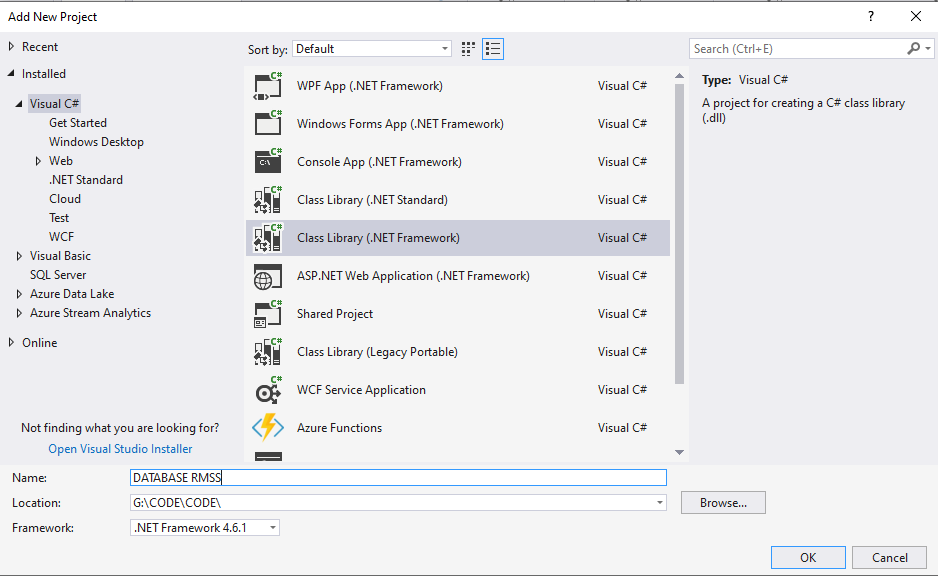 Add New Project
?
Recent
Installed
Visual C#
Get Started
Windows Desktop
Web
.NET Standard
Cloud
Test
WCF
Visual Basic
SQL Server
Azure Data Lake
Azure Stream Analytics
Online
Not finding what you are looking for?
Open Visual Studio Installer
Sort by: Default
WPF App (.NET Framework) Visual C#
Windows Forms App (.NET Framework) Visual C#
Console App (.NET Framework) Visual C#
Class Library (.NET Standard) Visual C#
Class Library (.NET Framework) Visual C#
ASP.NET Web Application (.NET Framework) Visual C#
Shared Project Visual C#
Class Library (Legacy Portable) Visual C#
WCF Service Application Visual C#
Azure Functions Visual C#
Search (Ctrl+E)
Type: Visual C#
A project for creating a C# class library
(.dll)
Name: DATABASE RMSS
Location: G:\CODE\CODE\
Browse...
Framework: .NET Framework 4.6.1
OK
Cancel